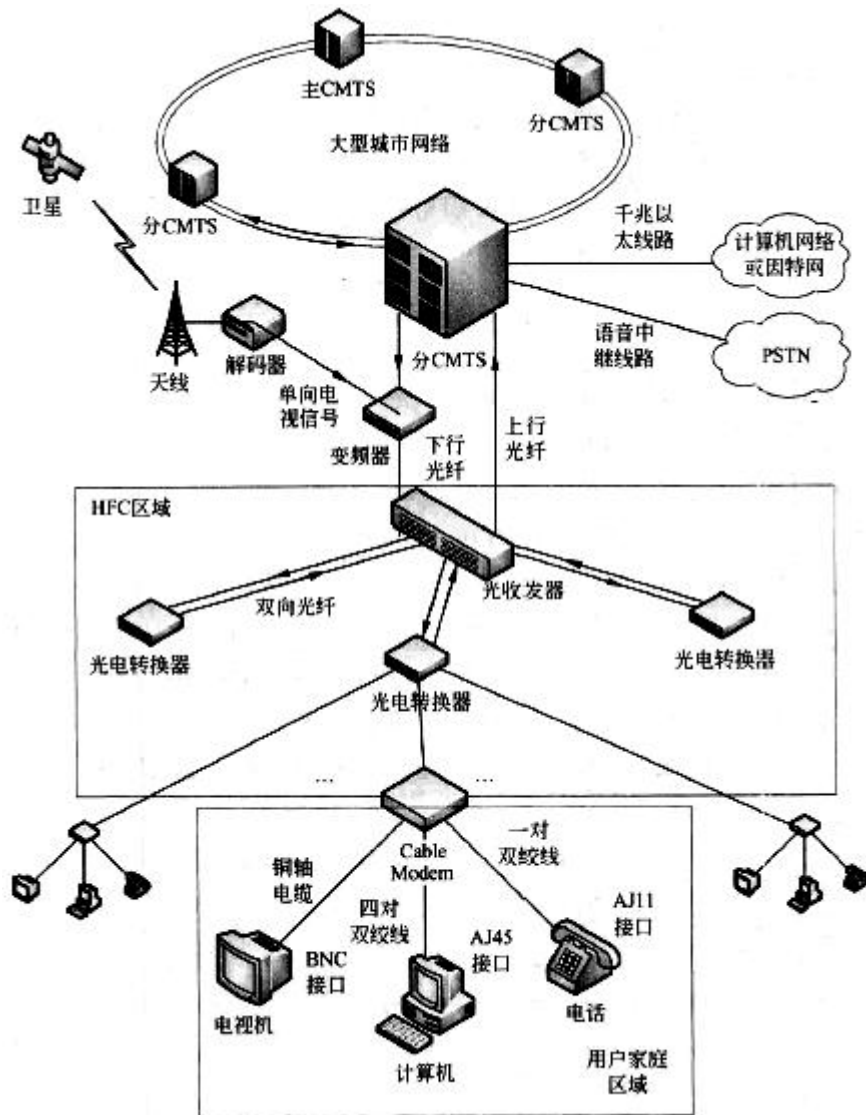 主CMTS
分CMTS
大型城市网络
卫星
分CMTS
千兆以
太线路
计算机网络
或因特网
语音中
继线路
PSTN
分CMTS
天线
解码器
单向电
视信号
变频器
下行
光纤
上行
光纤
HFC区域
光收发器
双向光纤
光电转换器
光电转换器
光电转换器
...
...
Cable
Modem
一对
双绞线
铜轴
电缆
四对
双绞线
AJ45
接口
AJ11
接口
BNC
接口
电视机
计算机
电话
用户家庭
区域